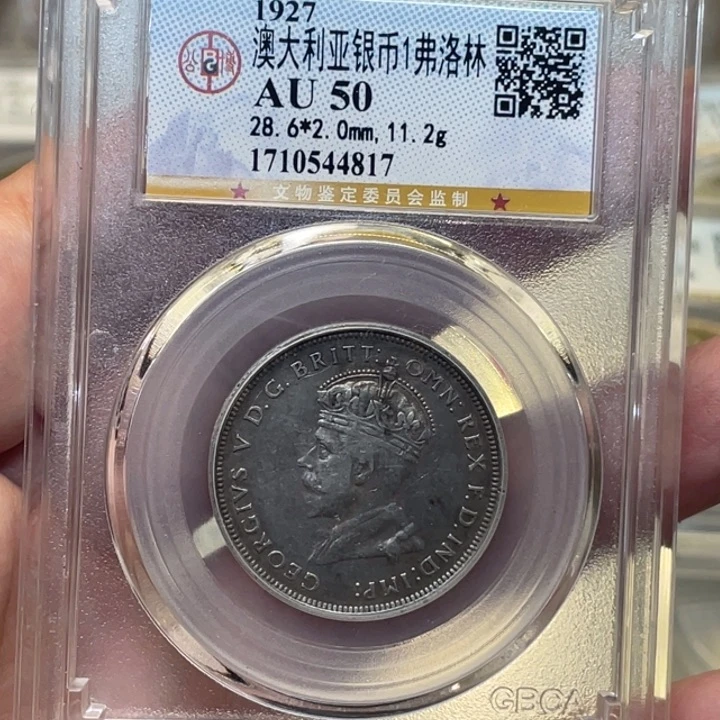 1927
澳大利亚银币1弗洛林
AU 50
28.6*2.0mm, 11.2g
1710544817
文物鉴定委员会监制
GEORGIVS V D.G. BRITT: OMN. REX F.D. IND: IMP:
GBCA